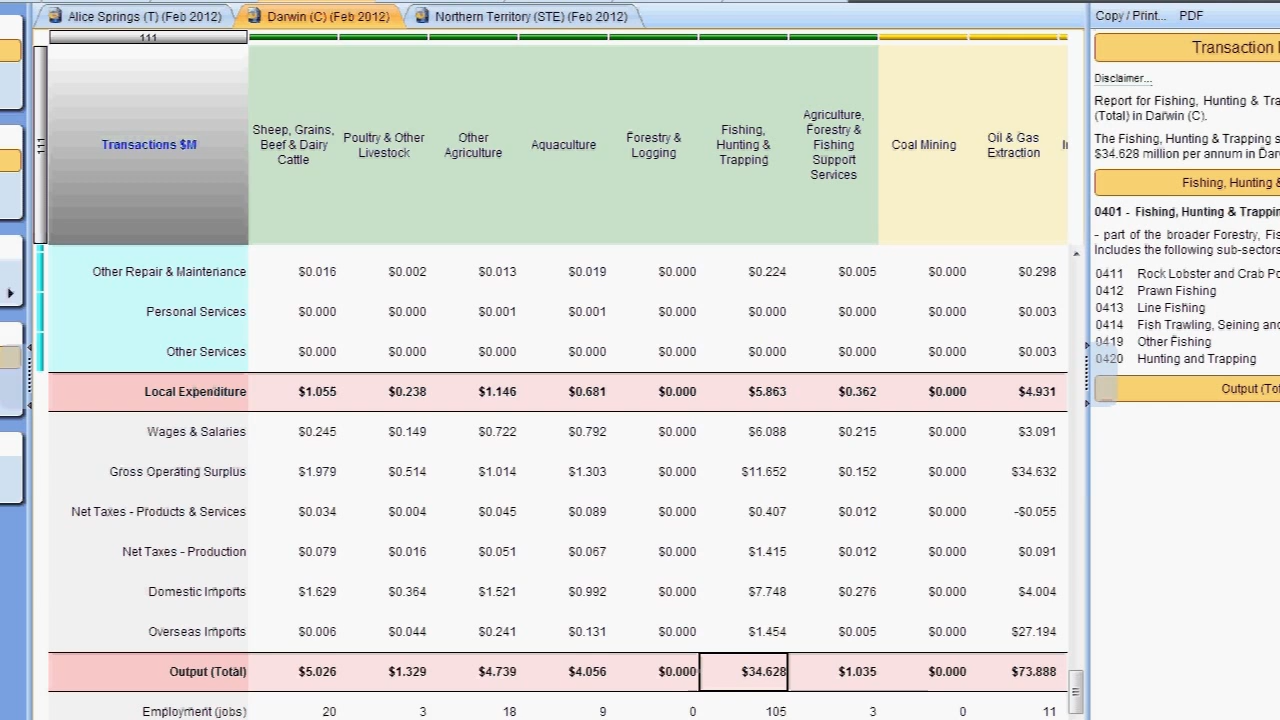 Alice Springs (T) (Feb 2012) Darwin (C) (Feb 2012) Northern Territory (STE) (Feb 2012)
111
111
Transactions $M
Sheep, Grains, Beef & Dairy Cattle
Poultry & Other Livestock
Other Agriculture
Aquaculture
Forestry & Logging
Fishing, Hunting & Trapping
Agriculture, Forestry & Fishing Support Services
Coal Mining
Oil & Gas Extraction
Other Repair & Maintenance $0.016 $0.002 $0.013 $0.019 $0.000 $0.224 $0.005 $0.000 $0.298
Personal Services $0.000 $0.000 $0.001 $0.001 $0.000 $0.000 $0.000 $0.000 $0.003
Other Services $0.000 $0.000 $0.000 $0.000 $0.000 $0.000 $0.000 $0.000 $0.003
Local Expenditure $1.055 $0.238 $1.146 $0.681 $0.000 $5.863 $0.362 $0.000 $4.931
Wages & Salaries $0.245 $0.149 $0.722 $0.792 $0.000 $6.088 $0.215 $0.000 $3.091
Gross Operating Surplus $1.979 $0.514 $1.014 $1.303 $0.000 $11.652 $0.152 $0.000 $34.632
Net Taxes - Products & Services $0.034 $0.004 $0.045 $0.089 $0.000 $0.407 $0.012 $0.000 -$0.055
Net Taxes - Production $0.079 $0.016 $0.051 $0.067 $0.000 $1.415 $0.012 $0.000 $0.091
Domestic Imports $1.629 $0.364 $1.521 $0.992 $0.000 $7.748 $0.276 $0.000 $4.004
Overseas Imports $0.006 $0.044 $0.241 $0.131 $0.000 $1.454 $0.005 $0.000 $27.194
Output (Total) $5.026 $1.329 $4.739 $4.056 $0.000 $34.628 $1.035 $0.000 $73.888
Employment (jobs) 20 3 18 9 0 105 3 0 11
Copy / Print... PDF
Transaction
Disclaimer...
Report for Fishing, Hunting & Tra
(Total) in Darwin (C).
The Fishing, Hunting & Trapping s
$34.628 million per annum in Darw
Fishing, Hunting &
0401 - Fishing, Hunting & Trappin
- part of the broader Forestry, Fis
Includes the following sub-sectors
0411 Rock Lobster and Crab Po
0412 Prawn Fishing
0413 Line Fishing
0414 Fish Trawling, Seining and
0419 Other Fishing
0420 Hunting and Trapping
Output (Tot